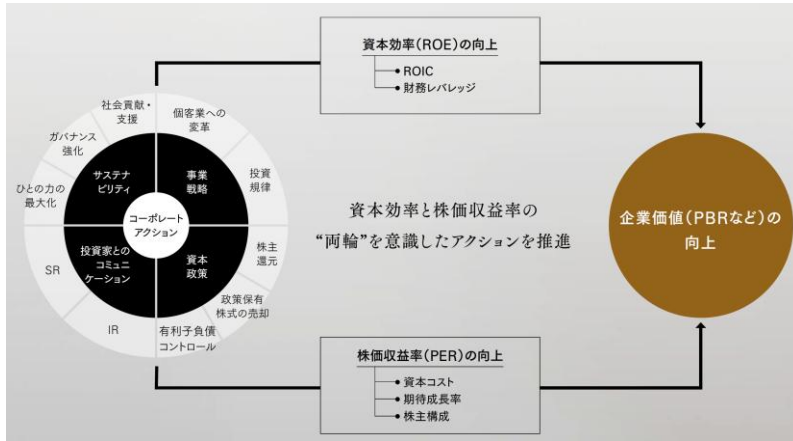 資本効率(ROE)の向上
ROIC
財務レバレッジ
社会貢献・
支援
個客業への
変革
ガバナンス
強化
投資
規律
ひとの力の
最大化
サステナ
ビリティ
事業
戦略
コーポレート
アクション
投資家との
コミュニ
ケーション
資本
政策
株主
還元
SR
政策保有
株式の売却
IR
有利子負債
コントロール
資本効率と株価収益率の
“両輪”を意識したアクションを推進
企業価値(PBRなど)の
向上
株価収益率(PER)の向上
資本コスト
期待成長率
株主構成